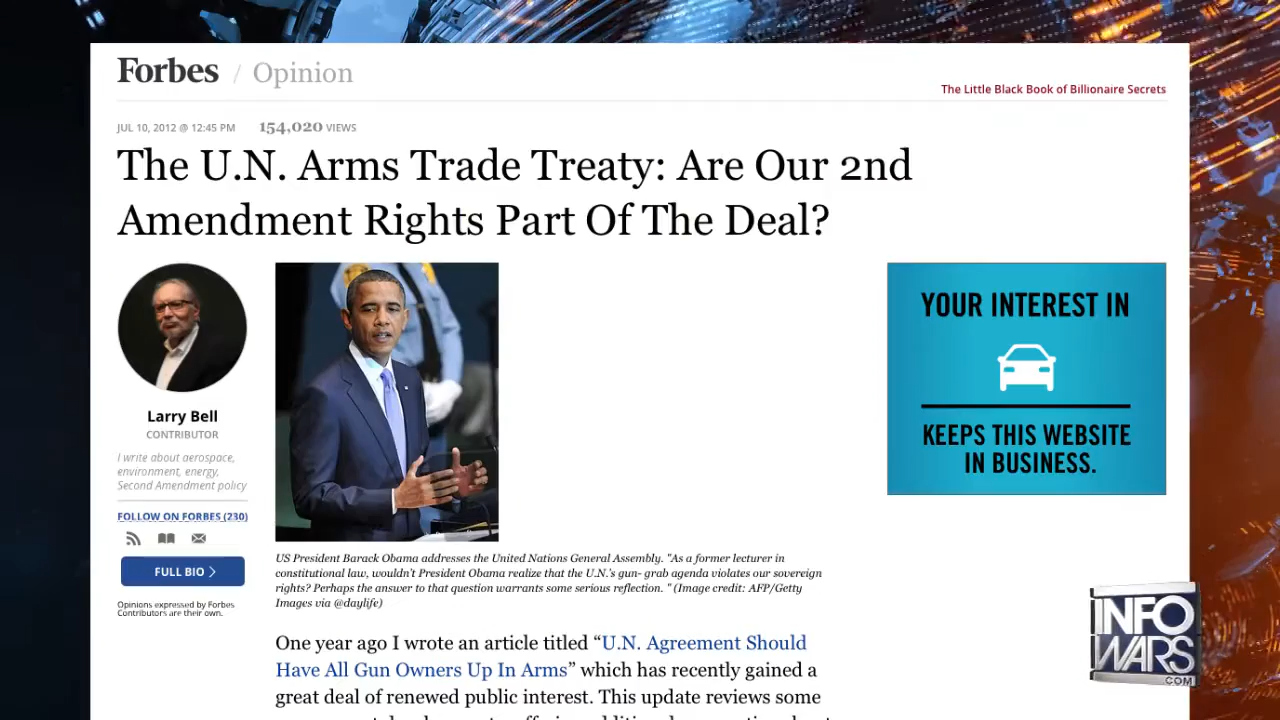 Forbes / Opinion
The Little Black Book of Billionaire Secrets
JUL 10, 2012 @ 12:45 PM 154,020 VIEWS
The U.N. Arms Trade Treaty: Are Our 2nd
Amendment Rights Part Of The Deal?
Larry Bell
CONTRIBUTOR
I write about aerospace,
environment, energy,
Second Amendment policy
FOLLOW ON FORBES (230)
FULL BIO >
Opinions expressed by Forbes
Contributors are their own.
US President Barack Obama addresses the United Nations General Assembly. "As a former lecturer in
constitutional law, wouldn't President Obama realize that the U.N.'s gun- grab agenda violates our sovereign
rights? Perhaps the answer to that question warrants some serious reflection. " (Image credit: AFP/Getty
Images via @daylife)
One year ago I wrote an article titled “U.N. Agreement Should
Have All Gun Owners Up In Arms” which has recently gained a
great deal of renewed public interest. This update reviews some
YOUR INTEREST IN
KEEPS THIS WEBSITE
IN BUSINESS.
INFO
WARS
.COM